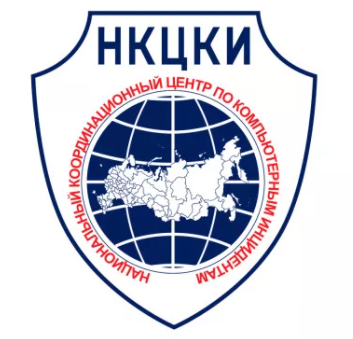 НКЦКИ
НАЦИОНАЛЬНЫЙ КООРДИНАЦИОННЫЙ ЦЕНТР ПО КОМПЬЮТЕРНЫМ ИНЦИДЕНТАМ